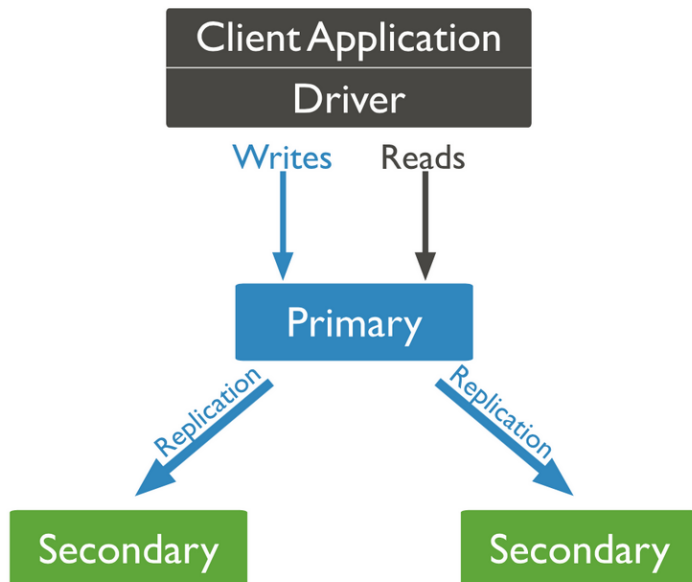 Client Application
Driver
Writes
Reads
Primary
Replication
Replication
Secondary
Secondary